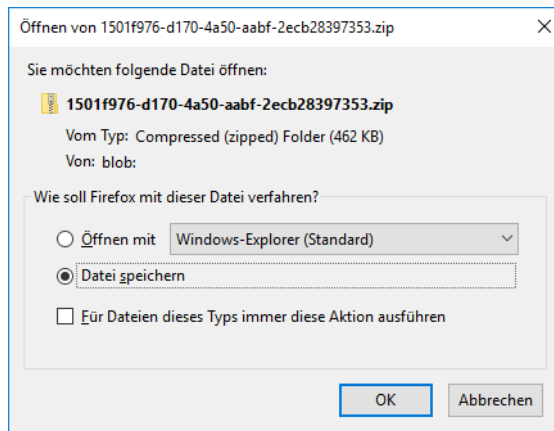 Öffnen von 1501f976-d170-4a50-aabf-2ecb28397353.zip
Sie möchten folgende Datei öffnen:
1501f976-d170-4a50-aabf-2ecb28397353.zip
Vom Typ: Compressed (zipped) Folder (462 KB)
Von: blob:
Wie soll Firefox mit dieser Datei verfahren?
Öffnen mit Windows-Explorer (Standard)
Datei speichern
Für Dateien dieses Typs immer diese Aktion ausführen
OK Abbrechen